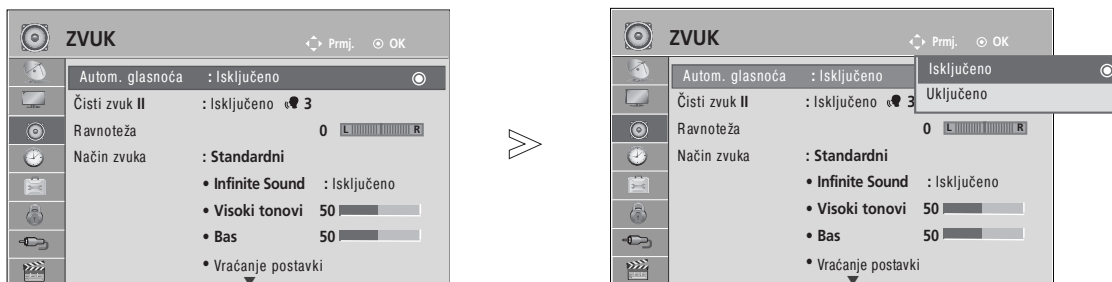 ZVUK
Prmj. OK
Autom. glasnoća : Isključeno
Čisti zvuk II : Isključeno 3
Ravnoteža 0 L R
Način zvuka : Standardni
• Infinite Sound : Isključeno
• Visoki tonovi 50
• Bas 50
• Vraćanje postavki
>
ZVUK
Prmj. OK
Autom. glasnoća : Isključeno
Isključeno
Uključeno
Čisti zvuk II : Isključeno 3
Ravnoteža 0 L R
Način zvuka : Standardni
• Infinite Sound : Isključeno
• Visoki tonovi 50
• Bas 50
• Vraćanje postavki